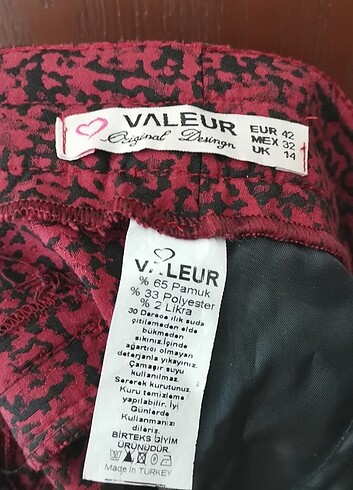 VALEUR
Original Desingn
EUR 42
MEX 32
UK 14
VALEUR
% 65 Pamuk
% 33 Polyester
% 2 Likra
30 Derece ılık suda
çitilemeden elde
bükmeden
sıkınız.İçinde
ağartıcı olmayan
deterjanla yıkayınız.
Çamaşır suyu
kullanılmaz.
Sererek kurutunuz.
Kuru temizleme
yapılabilir. İyi
Günlerde
Kullanmanızı
dileriz.
BİRTEKS GİYİM
ÜRÜNÜDÜR.
Made in TURKEY